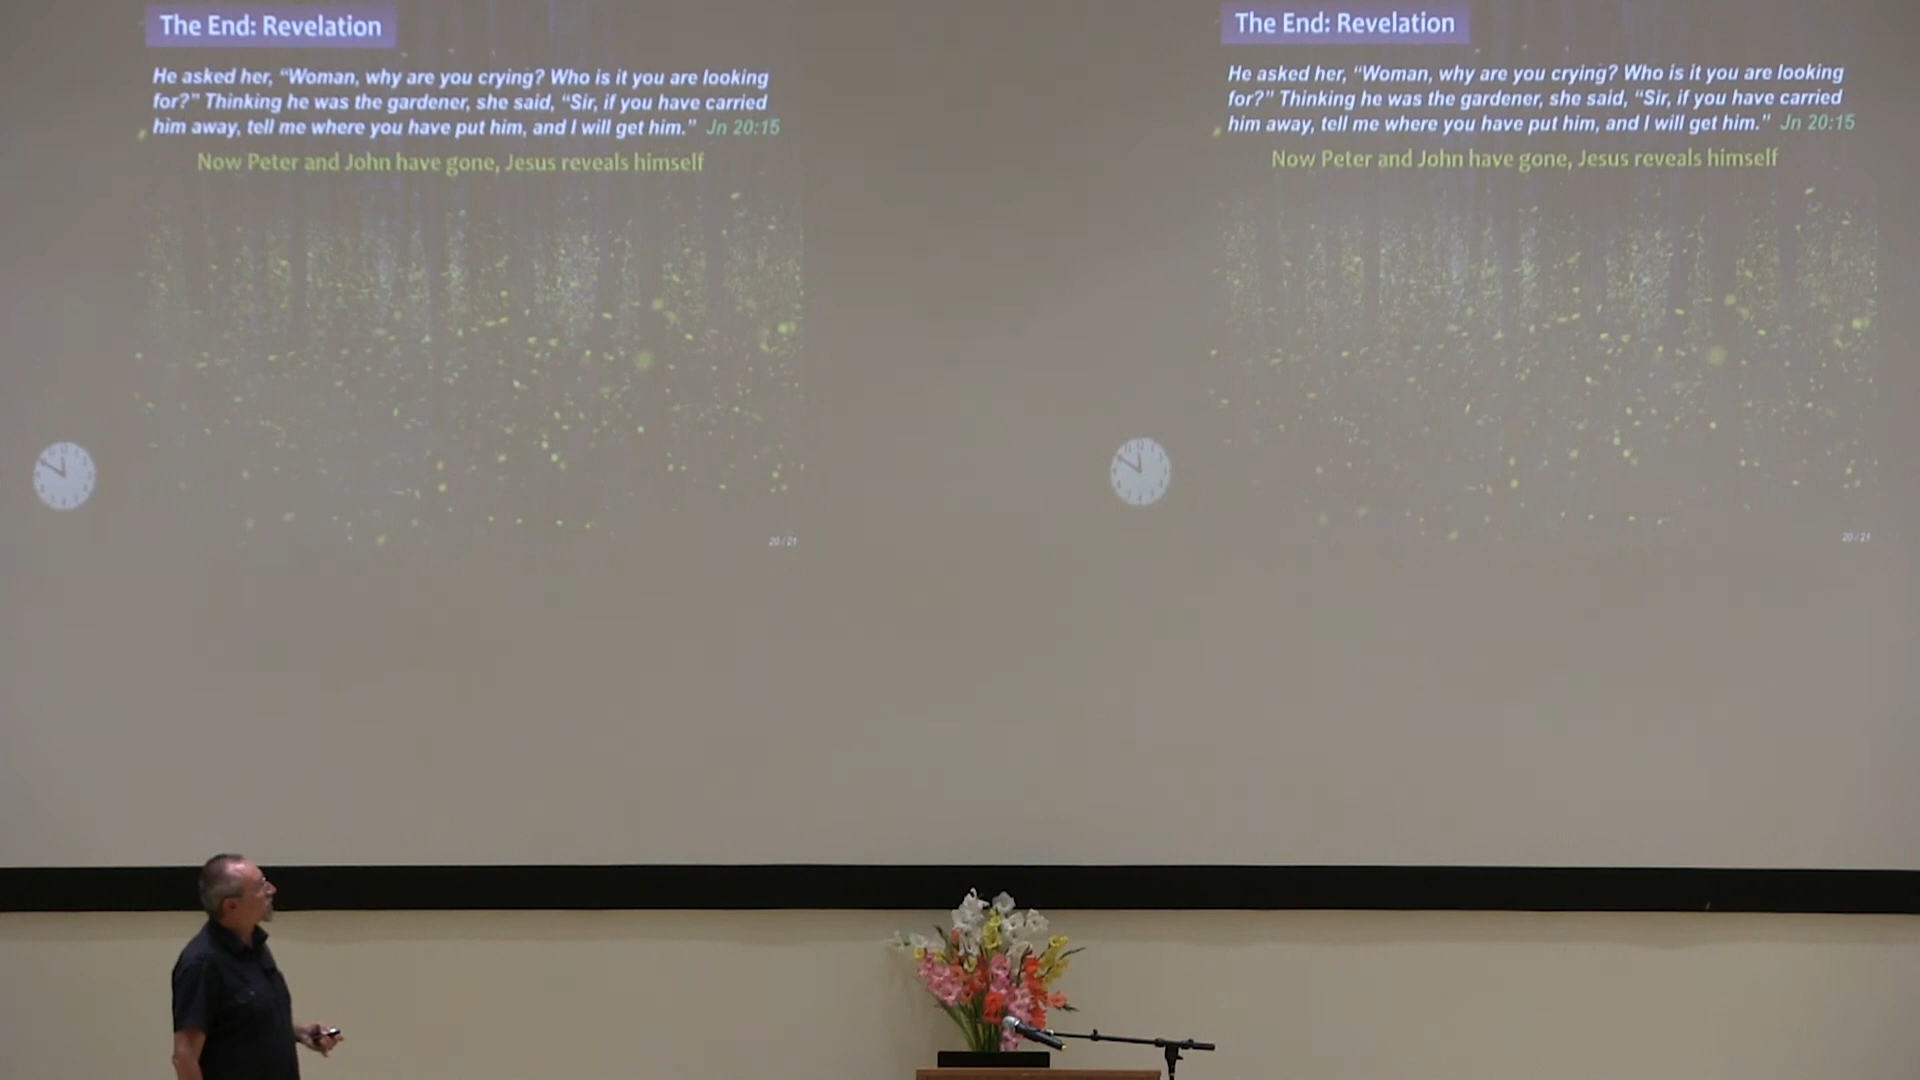 The End: Revelation
He asked her, “Woman, why are you crying? Who is it you are looking
for?” Thinking he was the gardener, she said, “Sir, if you have carried
him away, tell me where you have put him, and I will get him.” Jn 20:15
Now Peter and John have gone, Jesus reveals himself
20 / 21
The End: Revelation
He asked her, “Woman, why are you crying? Who is it you are looking
for?” Thinking he was the gardener, she said, “Sir, if you have carried
him away, tell me where you have put him, and I will get him.” Jn 20:15
Now Peter and John have gone, Jesus reveals himself
20 / 21